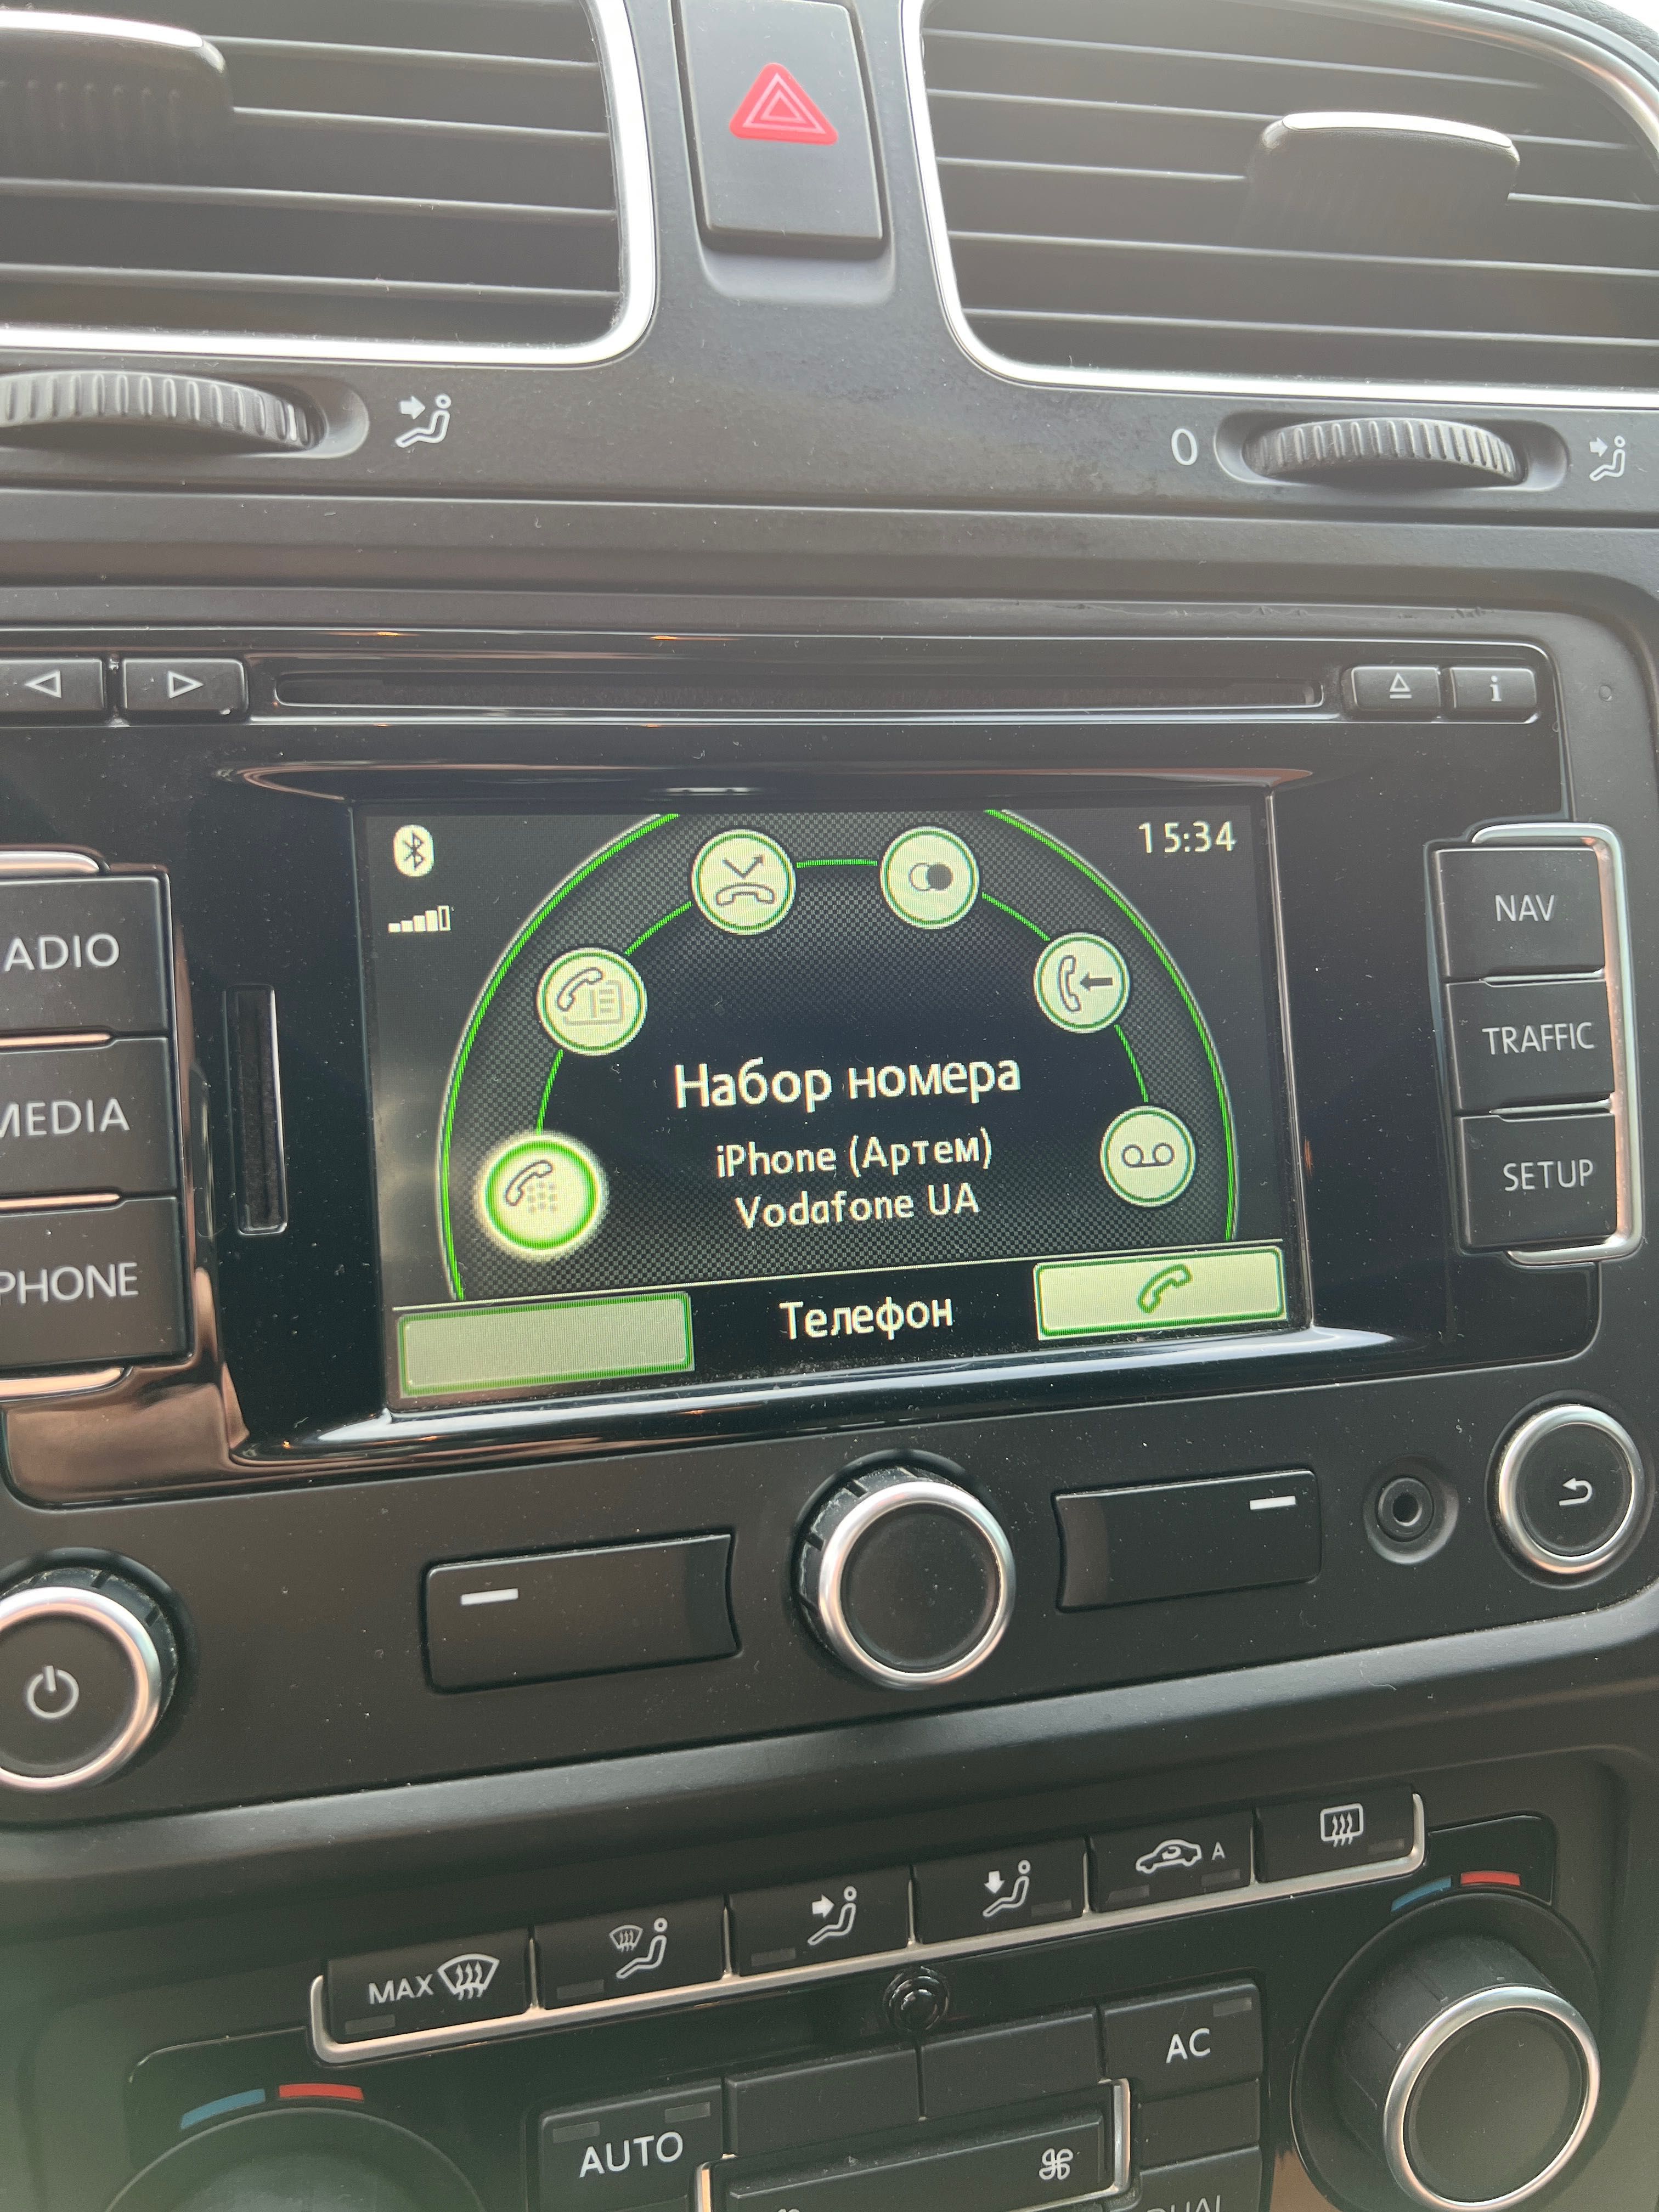 0
i
15:34
ADIO
MEDIA
PHONE
NAV
TRAFFIC
SETUP
Набор номера
iPhone (Артем)
Vodafone UA
Телефон
A
MAX
AC
AUTO
DUAL